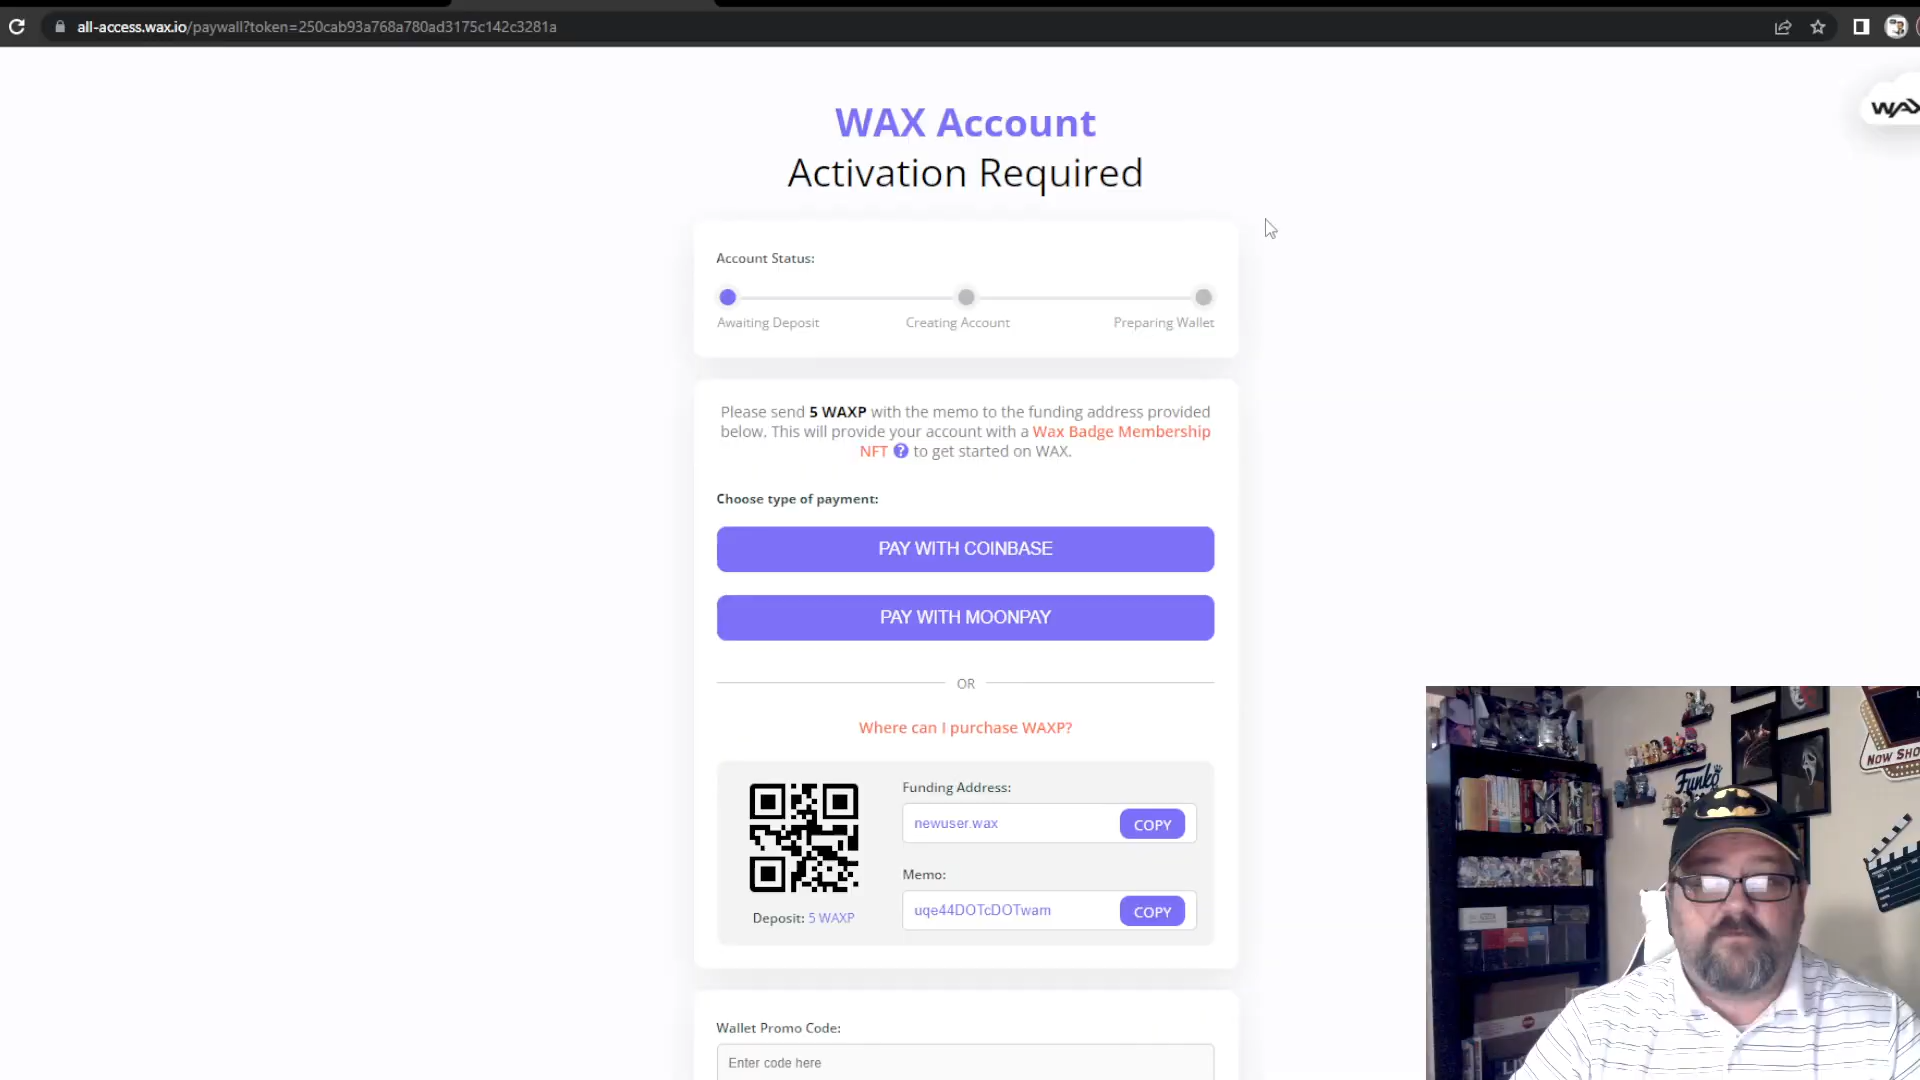 all-access.wax.io/paywall?token=250cab93a768a780ad3175c142c3281a
WAX
WAX Account
Activation Required
Account Status:
Awaiting Deposit
Creating Account
Preparing Wallet
Please send 5 WAXP with the memo to the funding address provided
below. This will provide your account with a Wax Badge Membership
NFT ? to get started on WAX.
Choose type of payment:
PAY WITH COINBASE
PAY WITH MOONPAY
OR
Where can I purchase WAXP?
Funding Address:
newuser.wax
COPY
Memo:
uqe44DOTcDOTwam
COPY
Deposit: 5 WAXP
Wallet Promo Code:
Enter code here
NOW SHO
Funko